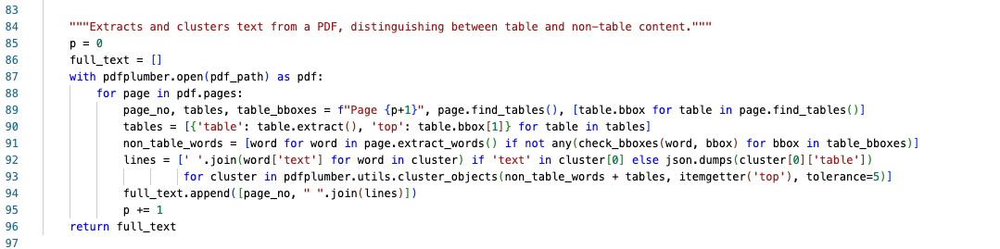 83
84 """Extracts and clusters text from a PDF, distinguishing between table and non-table content."""
85 p = 0
86 full_text = []
87 with pdfplumber.open(pdf_path) as pdf:
88 for page in pdf.pages:
89 page_no, tables, table_bboxes = f"Page {p+1}", page.find_tables(), [table.bbox for table in page.find_tables()]
90 tables = [{'table': table.extract(), 'top': table.bbox[1]} for table in tables]
91 non_table_words = [word for word in page.extract_words() if not any(check_bboxes(word, bbox) for bbox in table_bboxes)]
92 lines = [' '.join(word['text'] for word in cluster) if 'text' in cluster[0] else json.dumps(cluster[0]['table'])
93 for cluster in pdfplumber.utils.cluster_objects(non_table_words + tables, itemgetter('top'), tolerance=5)]
94 full_text.append([page_no, " ".join(lines)])
95 p += 1
96 return full_text
97